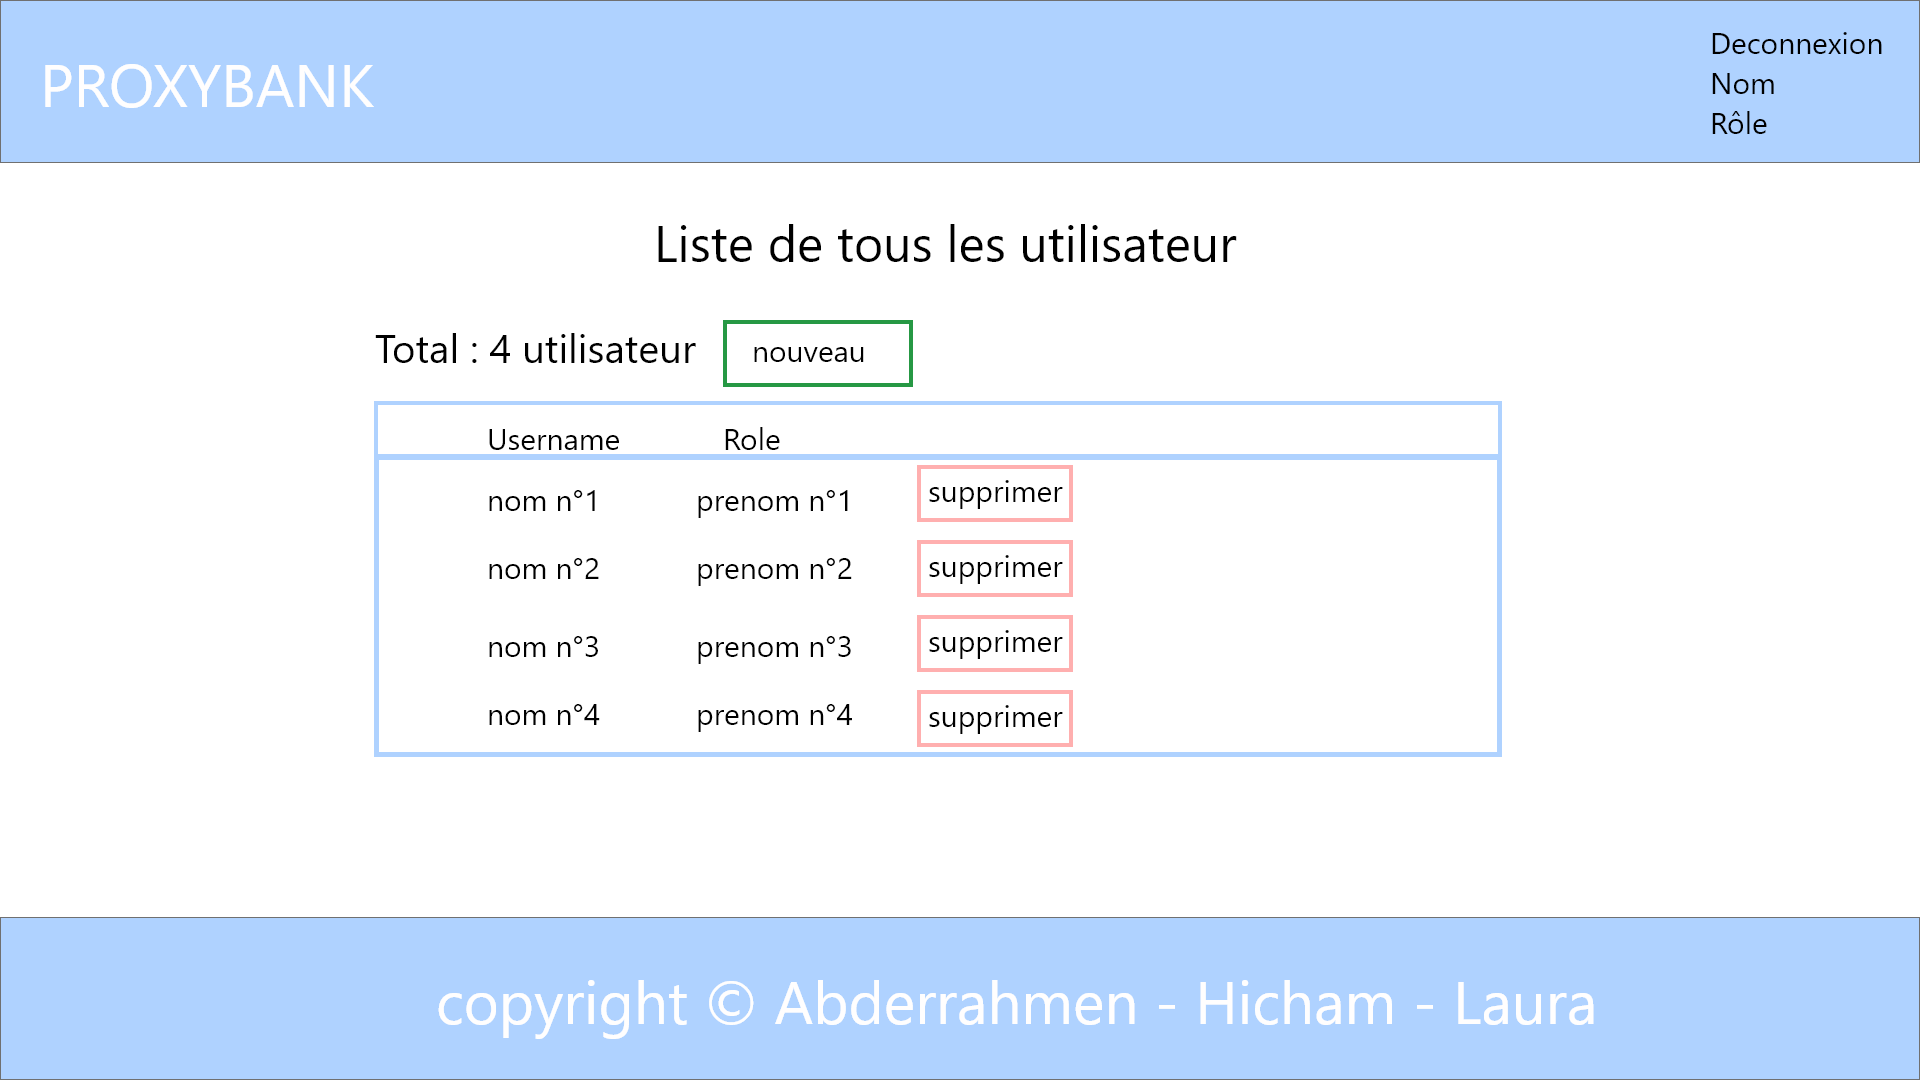 PROXYBANK
Deconnexion
Nom
Rôle
Liste de tous les utilisateur
Total : 4 utilisateur
nouveau
Username Role
nom n°1 prenom n°1 supprimer
nom n°2 prenom n°2 supprimer
nom n°3 prenom n°3 supprimer
nom n°4 prenom n°4 supprimer
copyright © Abderrahmen - Hicham - Laura